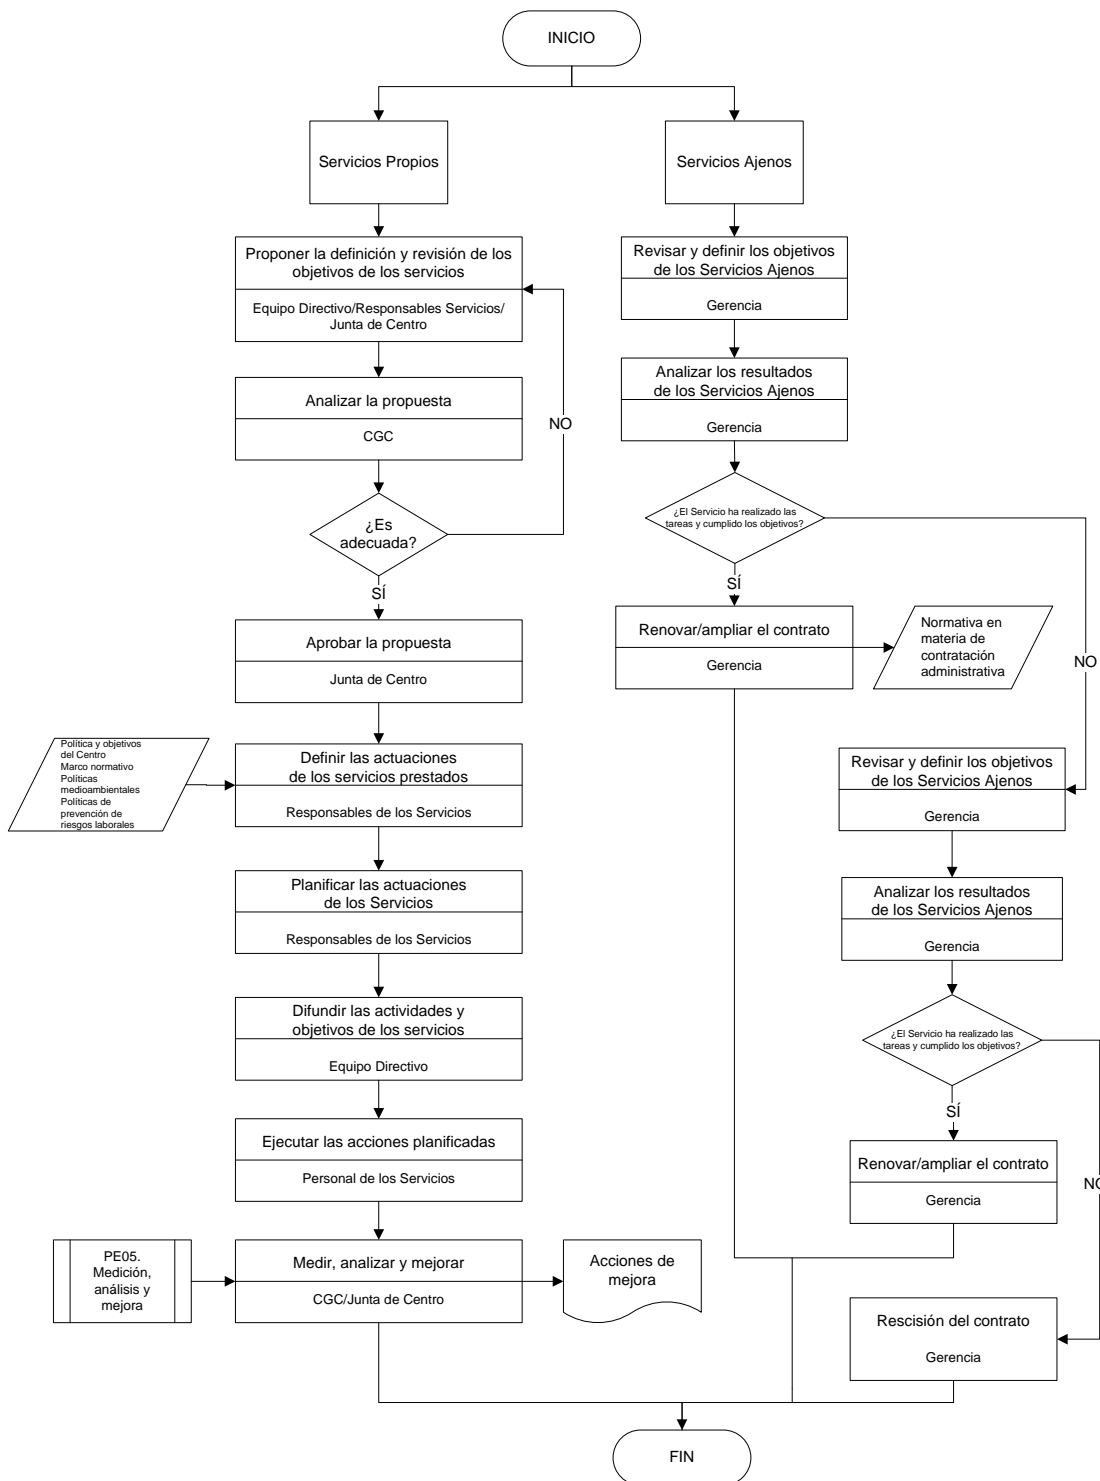 INICIO
Servicios Propios
Servicios Ajenos
Proponer la definición y revisión de los
objetivos de los servicios
Equipo Directivo/Responsables Servicios/
Junta de Centro
Analizar la propuesta
CGC
NO
¿Es
adecuada?
SÍ
Aprobar la propuesta
Junta de Centro
Política y objetivos
del Centro
Marco normativo
Políticas
medioambientales
Políticas de
prevención de
riesgos laborales
Definir las actuaciones
de los servicios prestados
Responsables de los Servicios
Planificar las actuaciones
de los Servicios
Responsables de los Servicios
Difundir las actividades y
objetivos de los servicios
Equipo Directivo
Ejecutar las acciones planificadas
Personal de los Servicios
PE05.
Medición,
análisis y
mejora
Medir, analizar y mejorar
CGC/Junta de Centro
Acciones de
mejora
Revisar y definir los objetivos
de los Servicios Ajenos
Gerencia
Analizar los resultados
de los Servicios Ajenos
Gerencia
¿El Servicio ha realizado las
tareas y cumplido los objetivos?
SÍ
NO
Renovar/ampliar el contrato
Gerencia
Normativa en
materia de
contratación
administrativa
Revisar y definir los objetivos
de los Servicios Ajenos
Gerencia
Analizar los resultados
de los Servicios Ajenos
Gerencia
¿El Servicio ha realizado las
tareas y cumplido los objetivos?
SÍ
NO
Renovar/ampliar el contrato
Gerencia
Rescisión del contrato
Gerencia
FIN